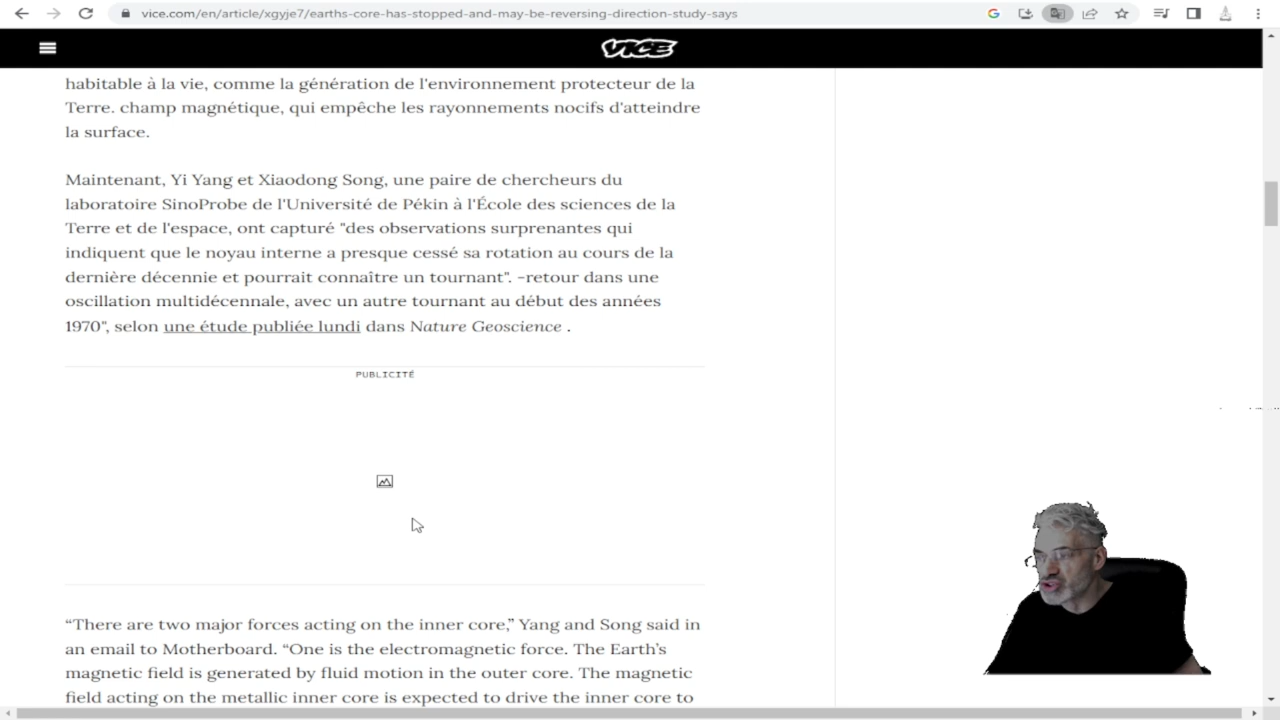 vice.com/en/article/xgyje7/earths-core-has-stopped-and-may-be-reversing-direction-study-says
VICE
habitable à la vie, comme la génération de l'environnement protecteur de la
Terre. champ magnétique, qui empêche les rayonnements nocifs d'atteindre
la surface.
Maintenant, Yi Yang et Xiaodong Song, une paire de chercheurs du
laboratoire SinoProbe de l'Université de Pékin à l'École des sciences de la
Terre et de l'espace, ont capturé "des observations surprenantes qui
indiquent que le noyau interne a presque cessé sa rotation au cours de la
dernière décennie et pourrait connaître un tournant". -retour dans une
oscillation multidécennale, avec un autre tournant au début des années
1970", selon une étude publiée lundi dans Nature Geoscience .
PUBLICITÉ
“There are two major forces acting on the inner core,” Yang and Song said in
an email to Motherboard. “One is the electromagnetic force. The Earth’s
magnetic field is generated by fluid motion in the outer core. The magnetic
field acting on the metallic inner core is expected to drive the inner core to